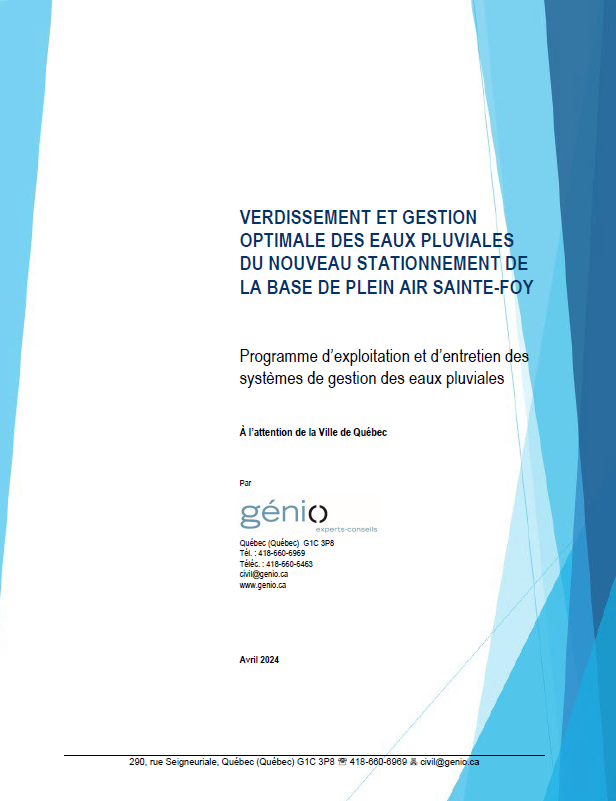 VERDISSEMENT ET GESTION
OPTIMALE DES EAUX PLUVIALES
DU NOUVEAU STATIONNEMENT DE
LA BASE DE PLEIN AIR SAINTE-FOY
Programme d'exploitation et d'entretien des
systèmes de gestion des eaux pluviales
À l'attention de la Ville de Québec
Par
génio
experts-conseils
Québec (Québec) G1C 3P8
Tél. : 418-660-6969
Téléc. : 418-660-6463
civil@genio.ca
www.genio.ca
Avril 2024
290, rue Seigneuriale, Québec (Québec) G1C 3P8 ☏ 418-660-6969 🖳 civil@genio.ca